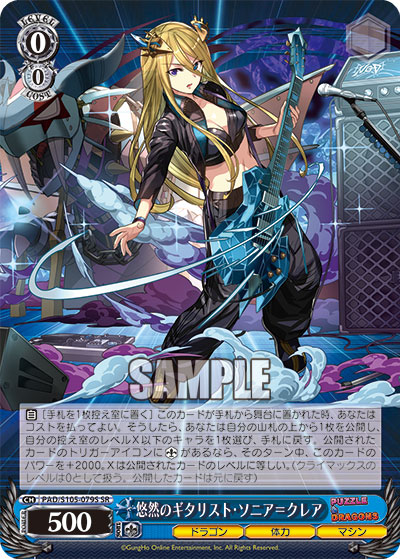 LEVEL
0
0
COST
SAMPLE
自【手札を1枚控え室に置く】このカードが手札から舞台に置かれた時、あなたは
コストを払ってよい。そうしたら、あなたは自分の山札の上から1枚を公開し、
自分の控え室のレベルX以下のキャラを1枚選び、手札に戻す。公開された
カードのトリガーアイコンに があるなら、そのターン中、このカードのパ
ワーを+2000。Xは公開されたカードのレベルに等しい。(クライマックスの
レベルは0として扱う。公開したカードは元に戻す)
CH PAD/S105-079S SR
500
悠然のギタリスト・ソニア=クレア
PUZZLE & DRAGONS
ドラゴン
体力
マシン
©GungHo Online Entertainment, Inc.